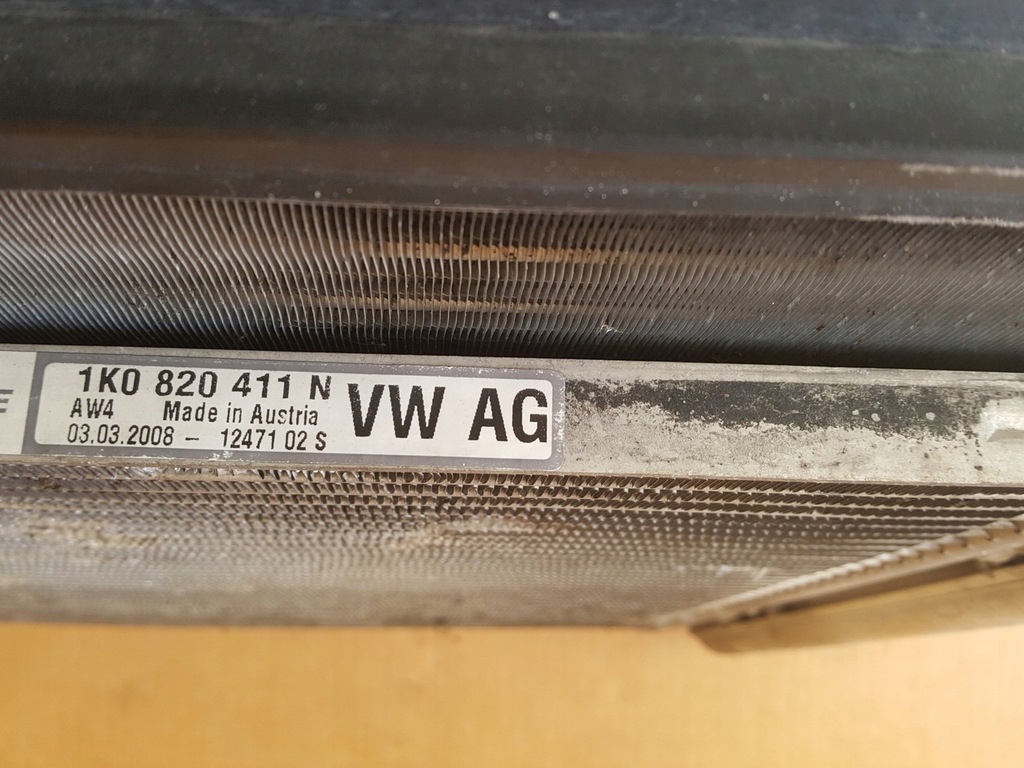 1K0 820 411 N
AW4 Made in Austria
03.03.2008 - 12471 02 S
VW AG